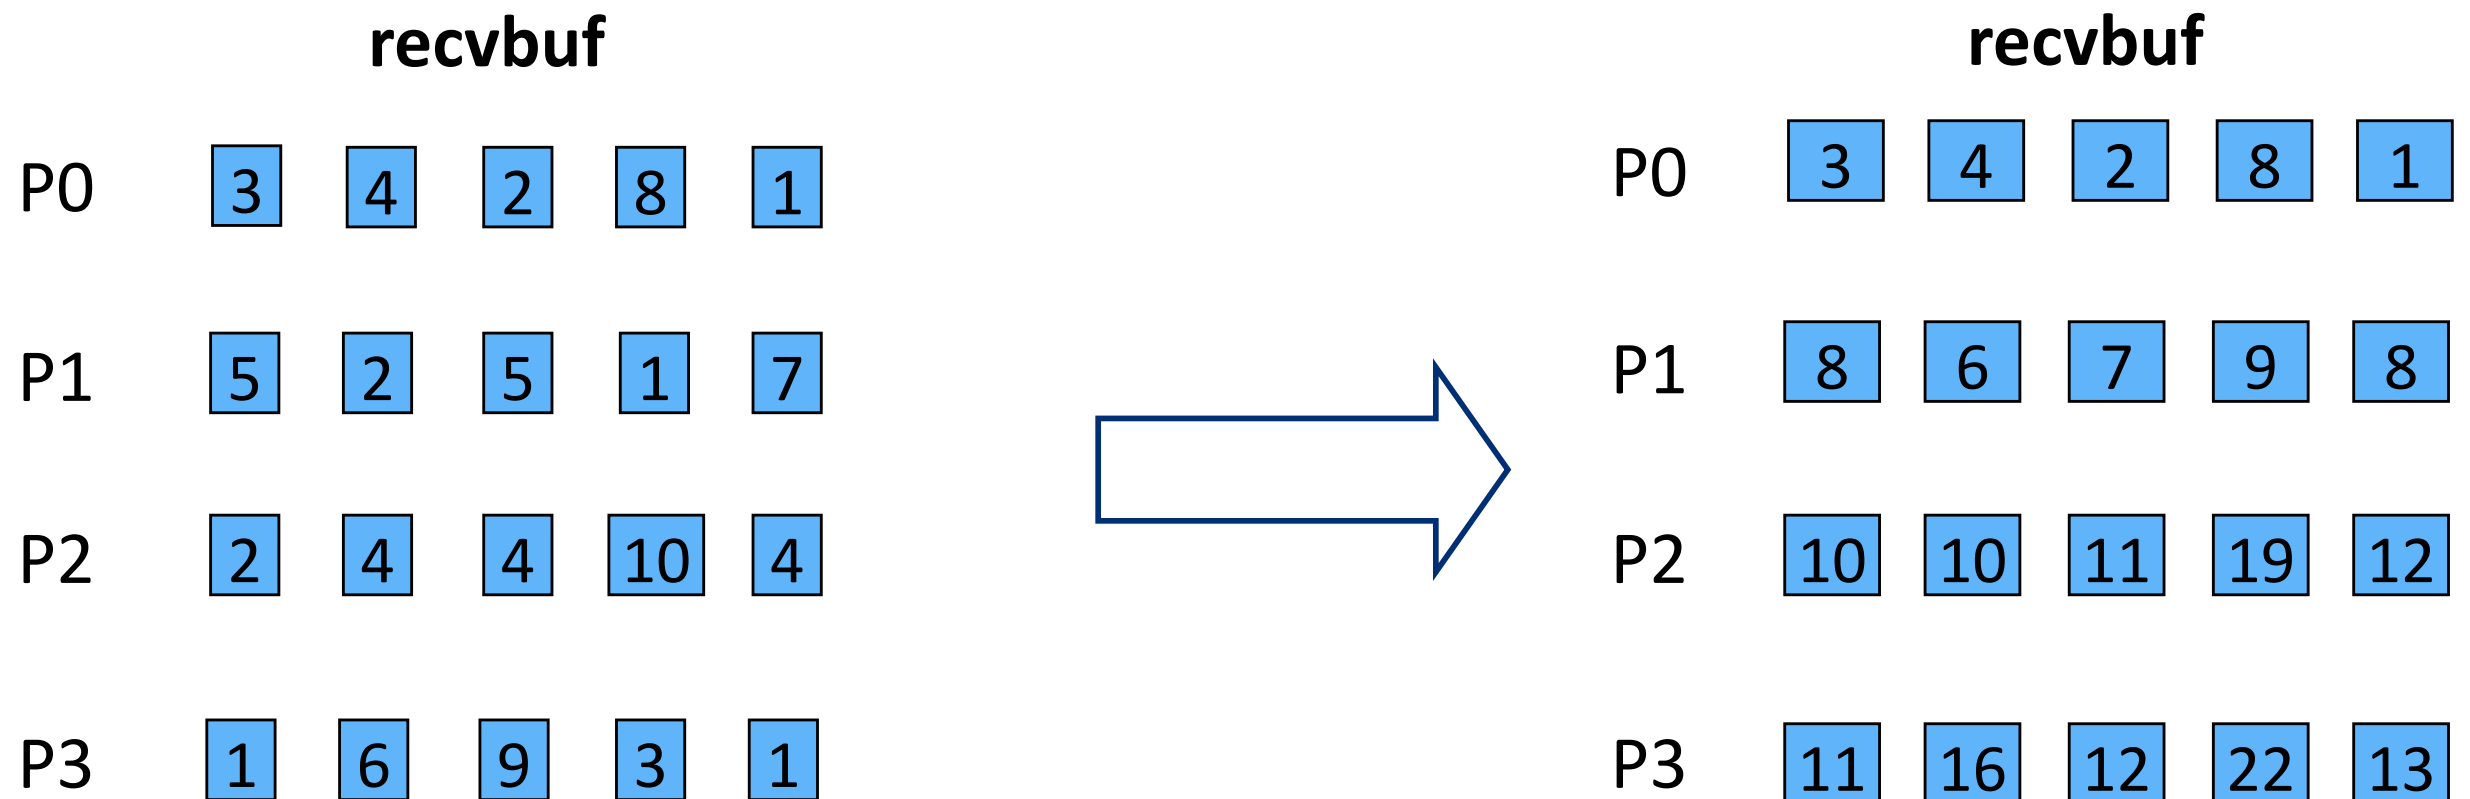 recvbuf recvbuf
P0 3 4 2 8 1 P0 3 4 2 8 1
P1 5 2 5 1 7 P1 8 6 7 9 8
P2 2 4 4 10 4 P2 10 10 11 19 12
P3 1 6 9 3 1 P3 11 16 12 22 13